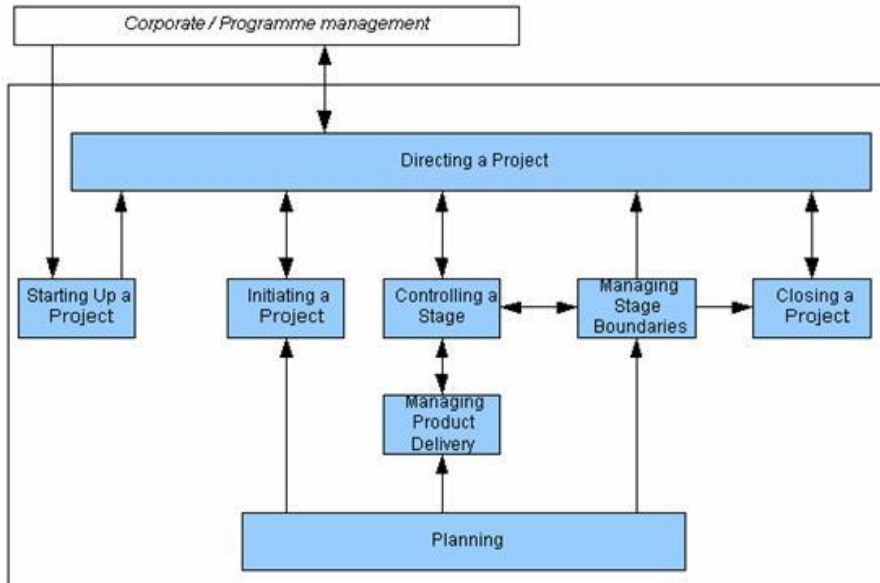 Corporate / Programme management
Directing a Project
Starting Up a
Project
Initiating a
Project
Controlling a
Stage
Managing
Stage
Boundaries
Closing a
Project
Managing
Product
Delivery
Planning